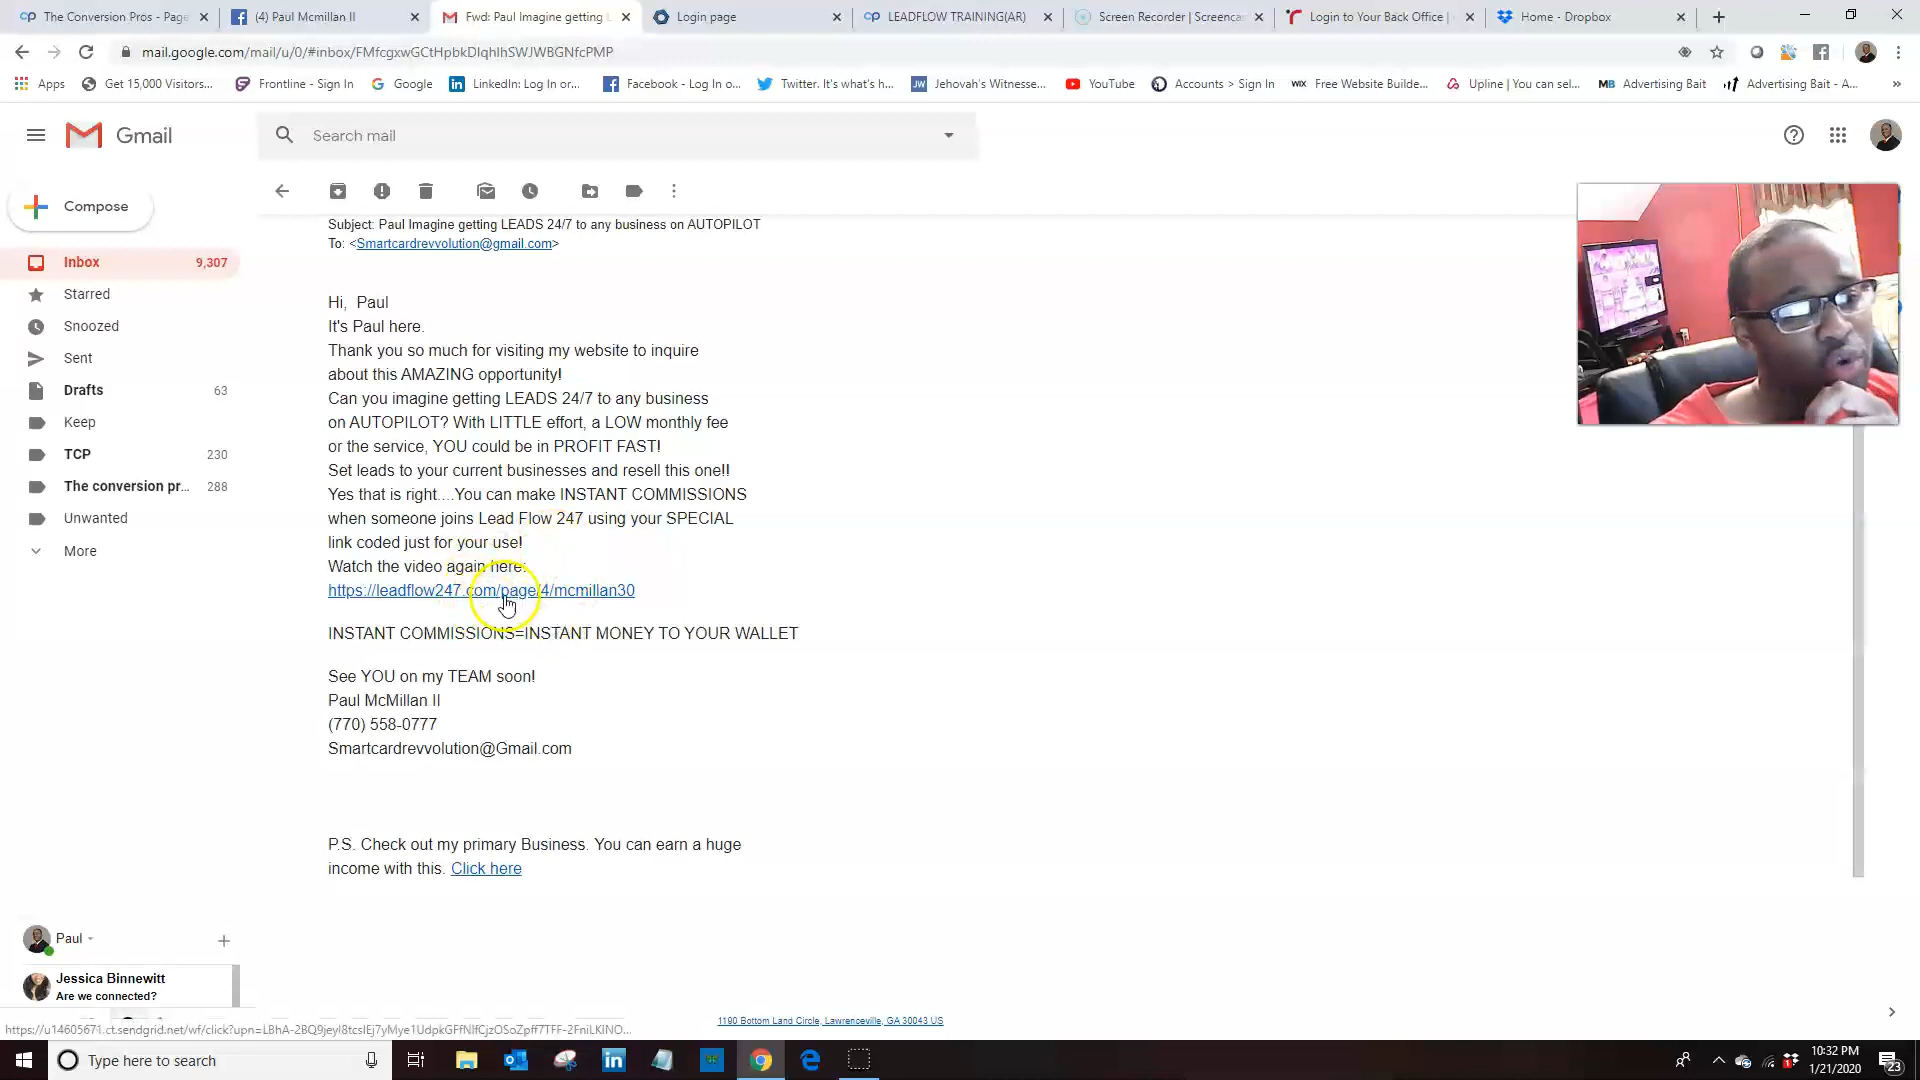 The Conversion Pros - Page
(4) Paul Mcmillan II
Fwd: Paul Imagine getting L
Login page
LEADFLOW TRAINING(AR)
Screen Recorder | Screencas
Login to Your Back Office |
Home - Dropbox
mail.google.com/mail/u/0/#inbox/FMfcgxwGCtHpbkDlqhlhSWJWBGNfcPMP
Apps
Get 15,000 Visitors...
Frontline - Sign In
Google
LinkedIn: Log In or...
Facebook - Log In o...
Twitter. It's what's h...
Jehovah's Witnesse...
YouTube
Accounts > Sign In
WIX Free Website Builde...
Upline | You can sel...
MB Advertising Bait
Advertising Bait - A...
Gmail
Search mail
Compose
Inbox 9,307
Starred
Snoozed
Sent
Drafts 63
Keep
TCP 230
The conversion pr... 288
Unwanted
More
Subject: Paul Imagine getting LEADS 24/7 to any business on AUTOPILOT
To: <Smartcardrevvolution@gmail.com>
Hi,  Paul
It's Paul here.
Thank you so much for visiting my website to inquire
about this AMAZING opportunity!
Can you imagine getting LEADS 24/7 to any business
on AUTOPILOT? With LITTLE effort, a LOW monthly fee
or the service, YOU could be in PROFIT FAST!
Set leads to your current businesses and resell this one!!
Yes that is right....You can make INSTANT COMMISSIONS
when someone joins Lead Flow 247 using your SPECIAL
link coded just for your use!
Watch the video again here:
https://leadflow247.com/page/4/mcmillan30
INSTANT COMMISSIONS=INSTANT MONEY TO YOUR WALLET
See YOU on my TEAM soon!
Paul McMillan II
(770) 558-0777
Smartcardrevvolution@Gmail.com
P.S. Check out my primary Business. You can earn a huge
income with this. Click here
Paul
Jessica Binnewitt
Are we connected?
1190 Bottom Land Circle, Lawrenceville, GA 30043 US
Type here to search
10:32 PM
1/21/2020
23